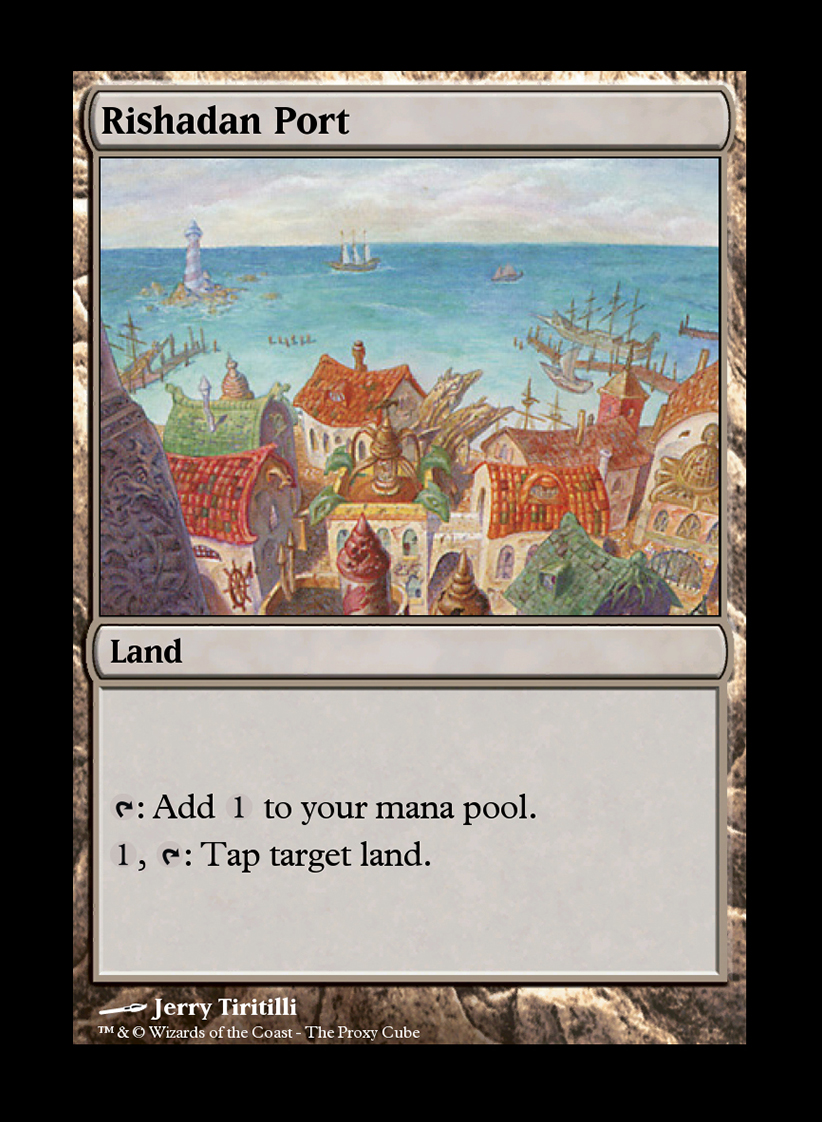 Rishadan Port
Land
: Add 1 to your mana pool.
1, : Tap target land.
Jerry Tiritilli
™ & © Wizards of the Coast - The Proxy Cube